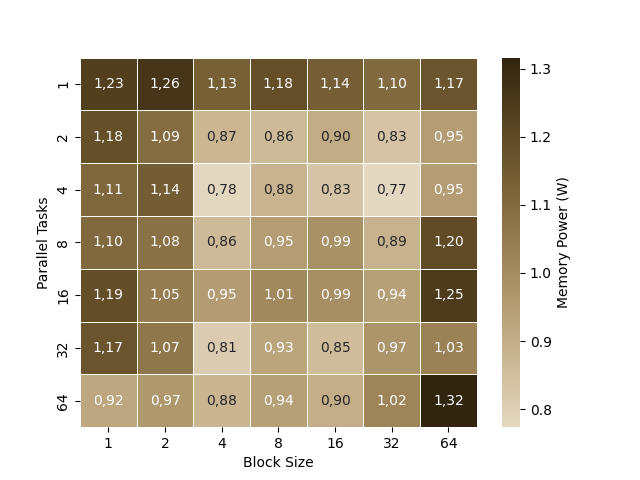 1 1,23 1,26 1,13 1,18 1,14 1,10 1,17
2 1,18 1,09 0,87 0,86 0,90 0,83 0,95
4 1,11 1,14 0,78 0,88 0,83 0,77 0,95
8 1,10 1,08 0,86 0,95 0,99 0,89 1,20
16 1,19 1,05 0,95 1,01 0,99 0,94 1,25
32 1,17 1,07 0,81 0,93 0,85 0,97 1,03
64 0,92 0,97 0,88 0,94 0,90 1,02 1,32
1 2 4 8 16 32 64
Block Size
Parallel Tasks
1.3
1.2
1.1
1.0
0.9
0.8
Memory Power (W)